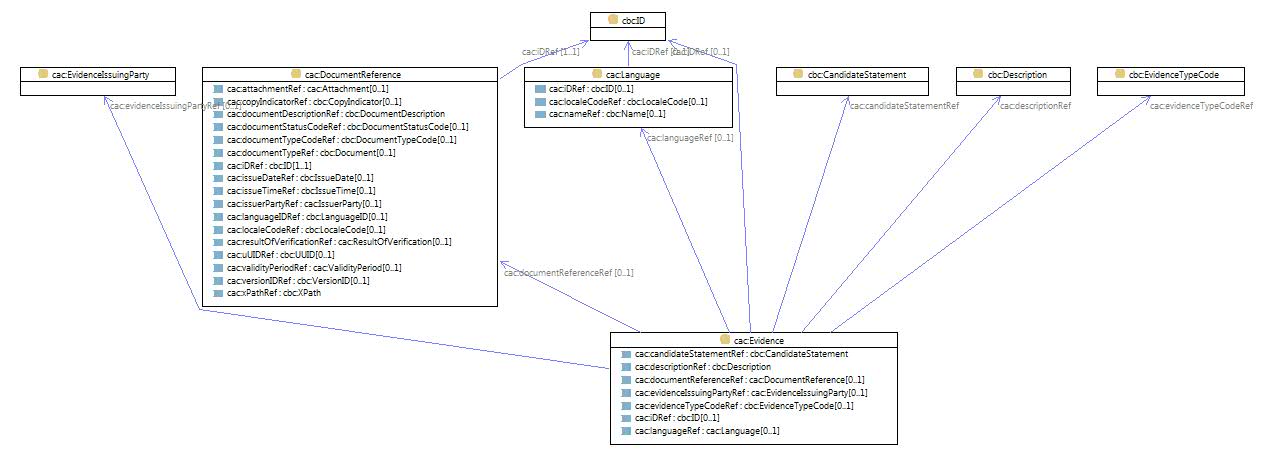 cbc:ID
cac:iDRef [1..1]
cac:iDRef [0..1]
cac:iDRef [0..1]
cac:EvidenceIssuingParty
cac:DocumentReference
cac:Language
cbc:CandidateStatement
cbc:Description
cbc:EvidenceTypeCode
cac:attachmentRef : cac:Attachment[0..1]
cac:copyIndicatorRef : cbc:CopyIndicator[0..1]
cac:documentDescriptionRef : cbc:DocumentDescription
cac:documentStatusCodeRef : cbc:DocumentStatusCode[0..1]
cac:documentTypeCodeRef : cbc:DocumentTypeCode[0..1]
cac:documentTypeRef : cbc:Document[0..1]
cac:iDRef : cbc:ID[1..1]
cac:issueDateRef : cbc:IssueDate[0..1]
cac:issueTimeRef : cbc:IssueTime[0..1]
cac:issuerPartyRef : cac:IssuerParty[0..1]
cac:languageIDRef : cbc:LanguageID[0..1]
cac:localeCodeRef : cbc:LocaleCode[0..1]
cac:resultOfVerificationRef : cac:ResultOfVerification[0..1]
cac:uUIDRef : cbc:UUID[0..1]
cac:validityPeriodRef : cac:ValidityPeriod[0..1]
cac:versionIDRef : cbc:VersionID[0..1]
cac:xPathRef : cbc:XPath
cac:iDRef : cbc:ID[0..1]
cac:localeCodeRef : cbc:LocaleCode[0..1]
cac:nameRef : cbc:Name[0..1]
cac:evidenceIssuingPartyRef [0..1]
cac:candidateStatementRef
cac:descriptionRef
cac:evidenceTypeCodeRef
cac:languageRef [0..1]
cac:documentReferenceRef [0..1]
cac:Evidence
cac:candidateStatementRef : cbc:CandidateStatement
cac:descriptionRef : cbc:Description
cac:documentReferenceRef : cac:DocumentReference[0..1]
cac:evidenceIssuingPartyRef : cac:EvidenceIssuingParty[0..1]
cac:evidenceTypeCodeRef : cbc:EvidenceTypeCode[0..1]
cac:iDRef : cbc:ID[0..1]
cac:languageRef : cac:Language[0..1]